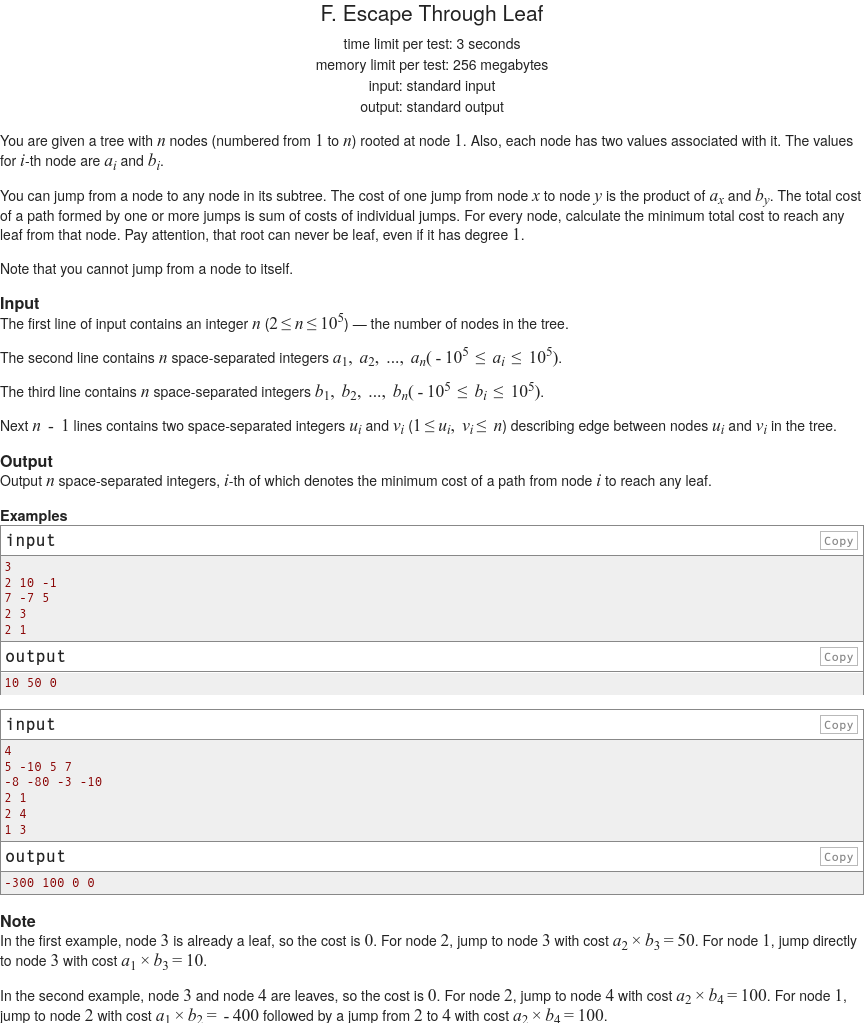 F. Escape Through Leaf
time limit per test: 3 seconds
memory limit per test: 256 megabytes
input: standard input
output: standard output
You are given a tree with n nodes (numbered from 1 to n) rooted at node 1. Also, each node has two values associated with it. The values
for i-th node are a_i and b_i.
You can jump from a node to any node in its subtree. The cost of one jump from node x to node y is the product of a_x and b_y. The total cost
of a path formed by one or more jumps is sum of costs of individual jumps. For every node, calculate the minimum total cost to reach any
leaf from that node. Pay attention, that root can never be leaf, even if it has degree 1.
Note that you cannot jump from a node to itself.
Input
The first line of input contains an integer n (2 ≤ n ≤ 10^5) — the number of nodes in the tree.
The second line contains n space-separated integers a_1, a_2, ..., a_n( - 10^5 ≤ a_i ≤ 10^5).
The third line contains n space-separated integers b_1, b_2, ..., b_n( - 10^5 ≤ b_i ≤ 10^5).
Next n - 1 lines contains two space-separated integers u_i and v_i (1 ≤ u_i, v_i ≤ n) describing edge between nodes u_i and v_i in the tree.
Output
Output n space-separated integers, i-th of which denotes the minimum cost of a path from node i to reach any leaf.
Examples
input Copy
3
2 10 -1
7 -7 5
2 3
2 1
output Copy
10 50 0
input Copy
4
5 -10 5 7
-8 -80 -3 -10
2 1
2 4
1 3
output Copy
-300 100 0 0
Note
In the first example, node 3 is already a leaf, so the cost is 0. For node 2, jump to node 3 with cost a_2 × b_3 = 50. For node 1, jump directly
to node 3 with cost a_1 × b_3 = 10.
In the second example, node 3 and node 4 are leaves, so the cost is 0. For node 2, jump to node 4 with cost a_2 × b_4 = 100. For node 1,
jump to node 2 with cost a_1 × b_2 = - 400 followed by a jump from 2 to 4 with cost a_2 × b_4 = 100.